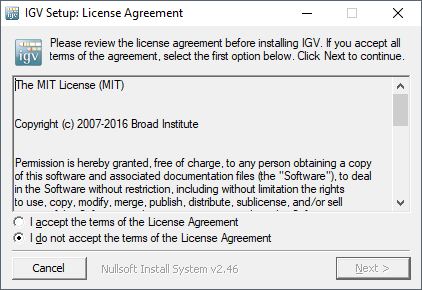 IGV Setup: License Agreement
igv
Please review the license agreement before installing IGV. If you accept all
terms of the agreement, select the first option below. Click Next to continue.
The MIT License (MIT)
Copyright (c) 2007-2016 Broad Institute
Permission is hereby granted, free of charge, to any person obtaining a copy
of this software and associated documentation files (the "Software"), to deal
in the Software without restriction, including without limitation the rights
to use, copy, modify, merge, publish, distribute, sublicense, and/or sell
I accept the terms of the License Agreement
I do not accept the terms of the License Agreement
Cancel
Nullsoft Install System v2.46
Next >